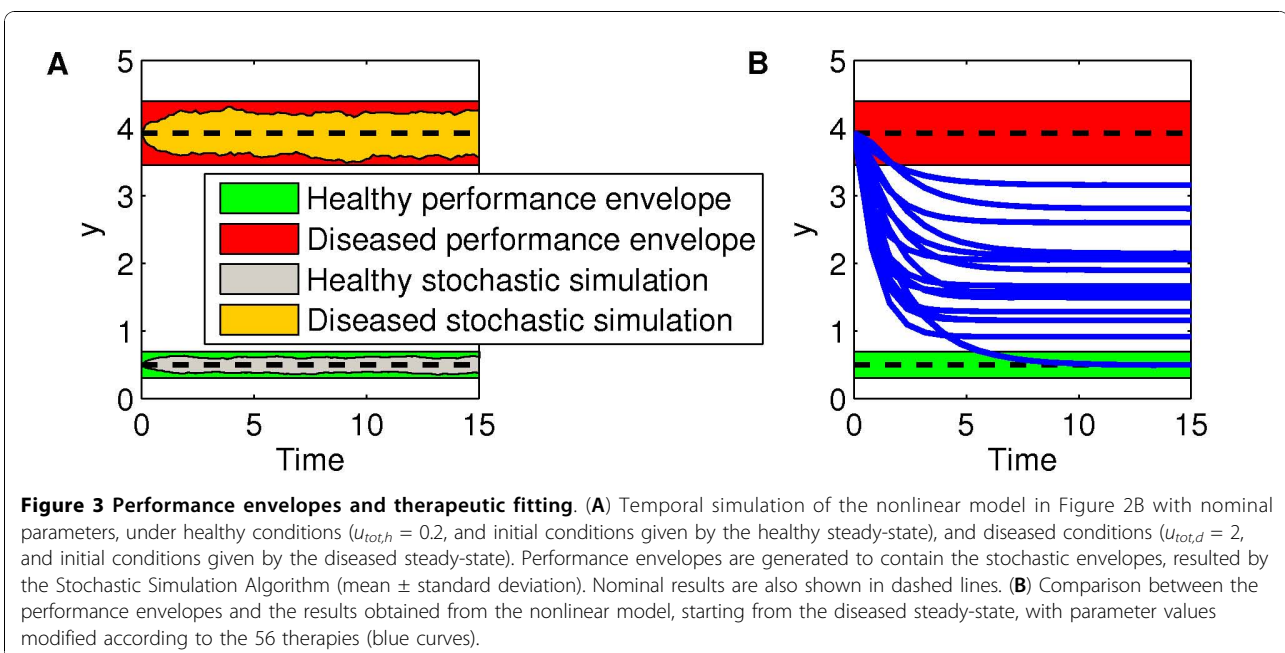 A
5
4
3
2
1
0
y
0
5
10
15
Time
Healthy performance envelope
Diseased performance envelope
Healthy stochastic simulation
Diseased stochastic simulation
B
5
4
3
2
1
0
y
0
5
10
15
Time
Figure 3 Performance envelopes and therapeutic fitting. (A) Temporal simulation of the nonlinear model in Figure 2B with nominal
parameters, under healthy conditions (u_tot,h = 0.2, and initial conditions given by the healthy steady-state), and diseased conditions (u_tot,d = 2,
and initial conditions given by the diseased steady-state). Performance envelopes are generated to contain the stochastic envelopes, resulted by
the Stochastic Simulation Algorithm (mean ± standard deviation). Nominal results are also shown in dashed lines. (B) Comparison between the
performance envelopes and the results obtained from the nonlinear model, starting from the diseased steady-state, with parameter values
modified according to the 56 therapies (blue curves).